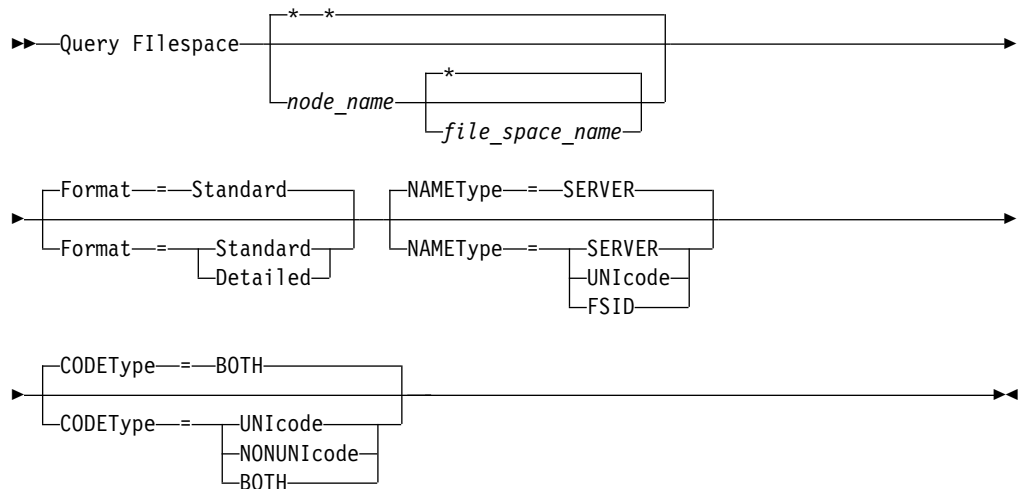 * *
Query FIlespace
*
node_name
file_space_name
Format = Standard NAMEType = SERVER
Format = Standard NAMEType = SERVER
Detailed UNIcode
FSID
CODEType = BOTH
CODEType = UNIcode
NONUNIcode
BOTH